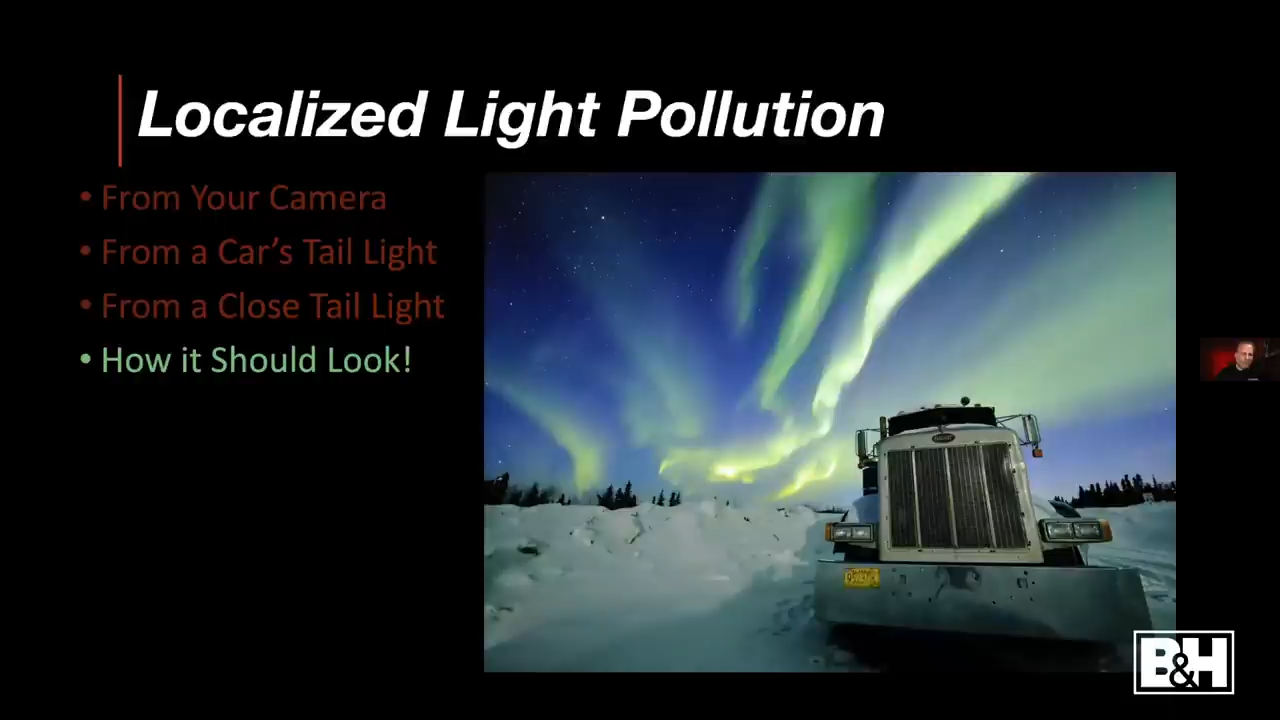 Localized Light Pollution
• From Your Camera
• From a Car's Tail Light
• From a Close Tail Light
• How it Should Look!
B&H